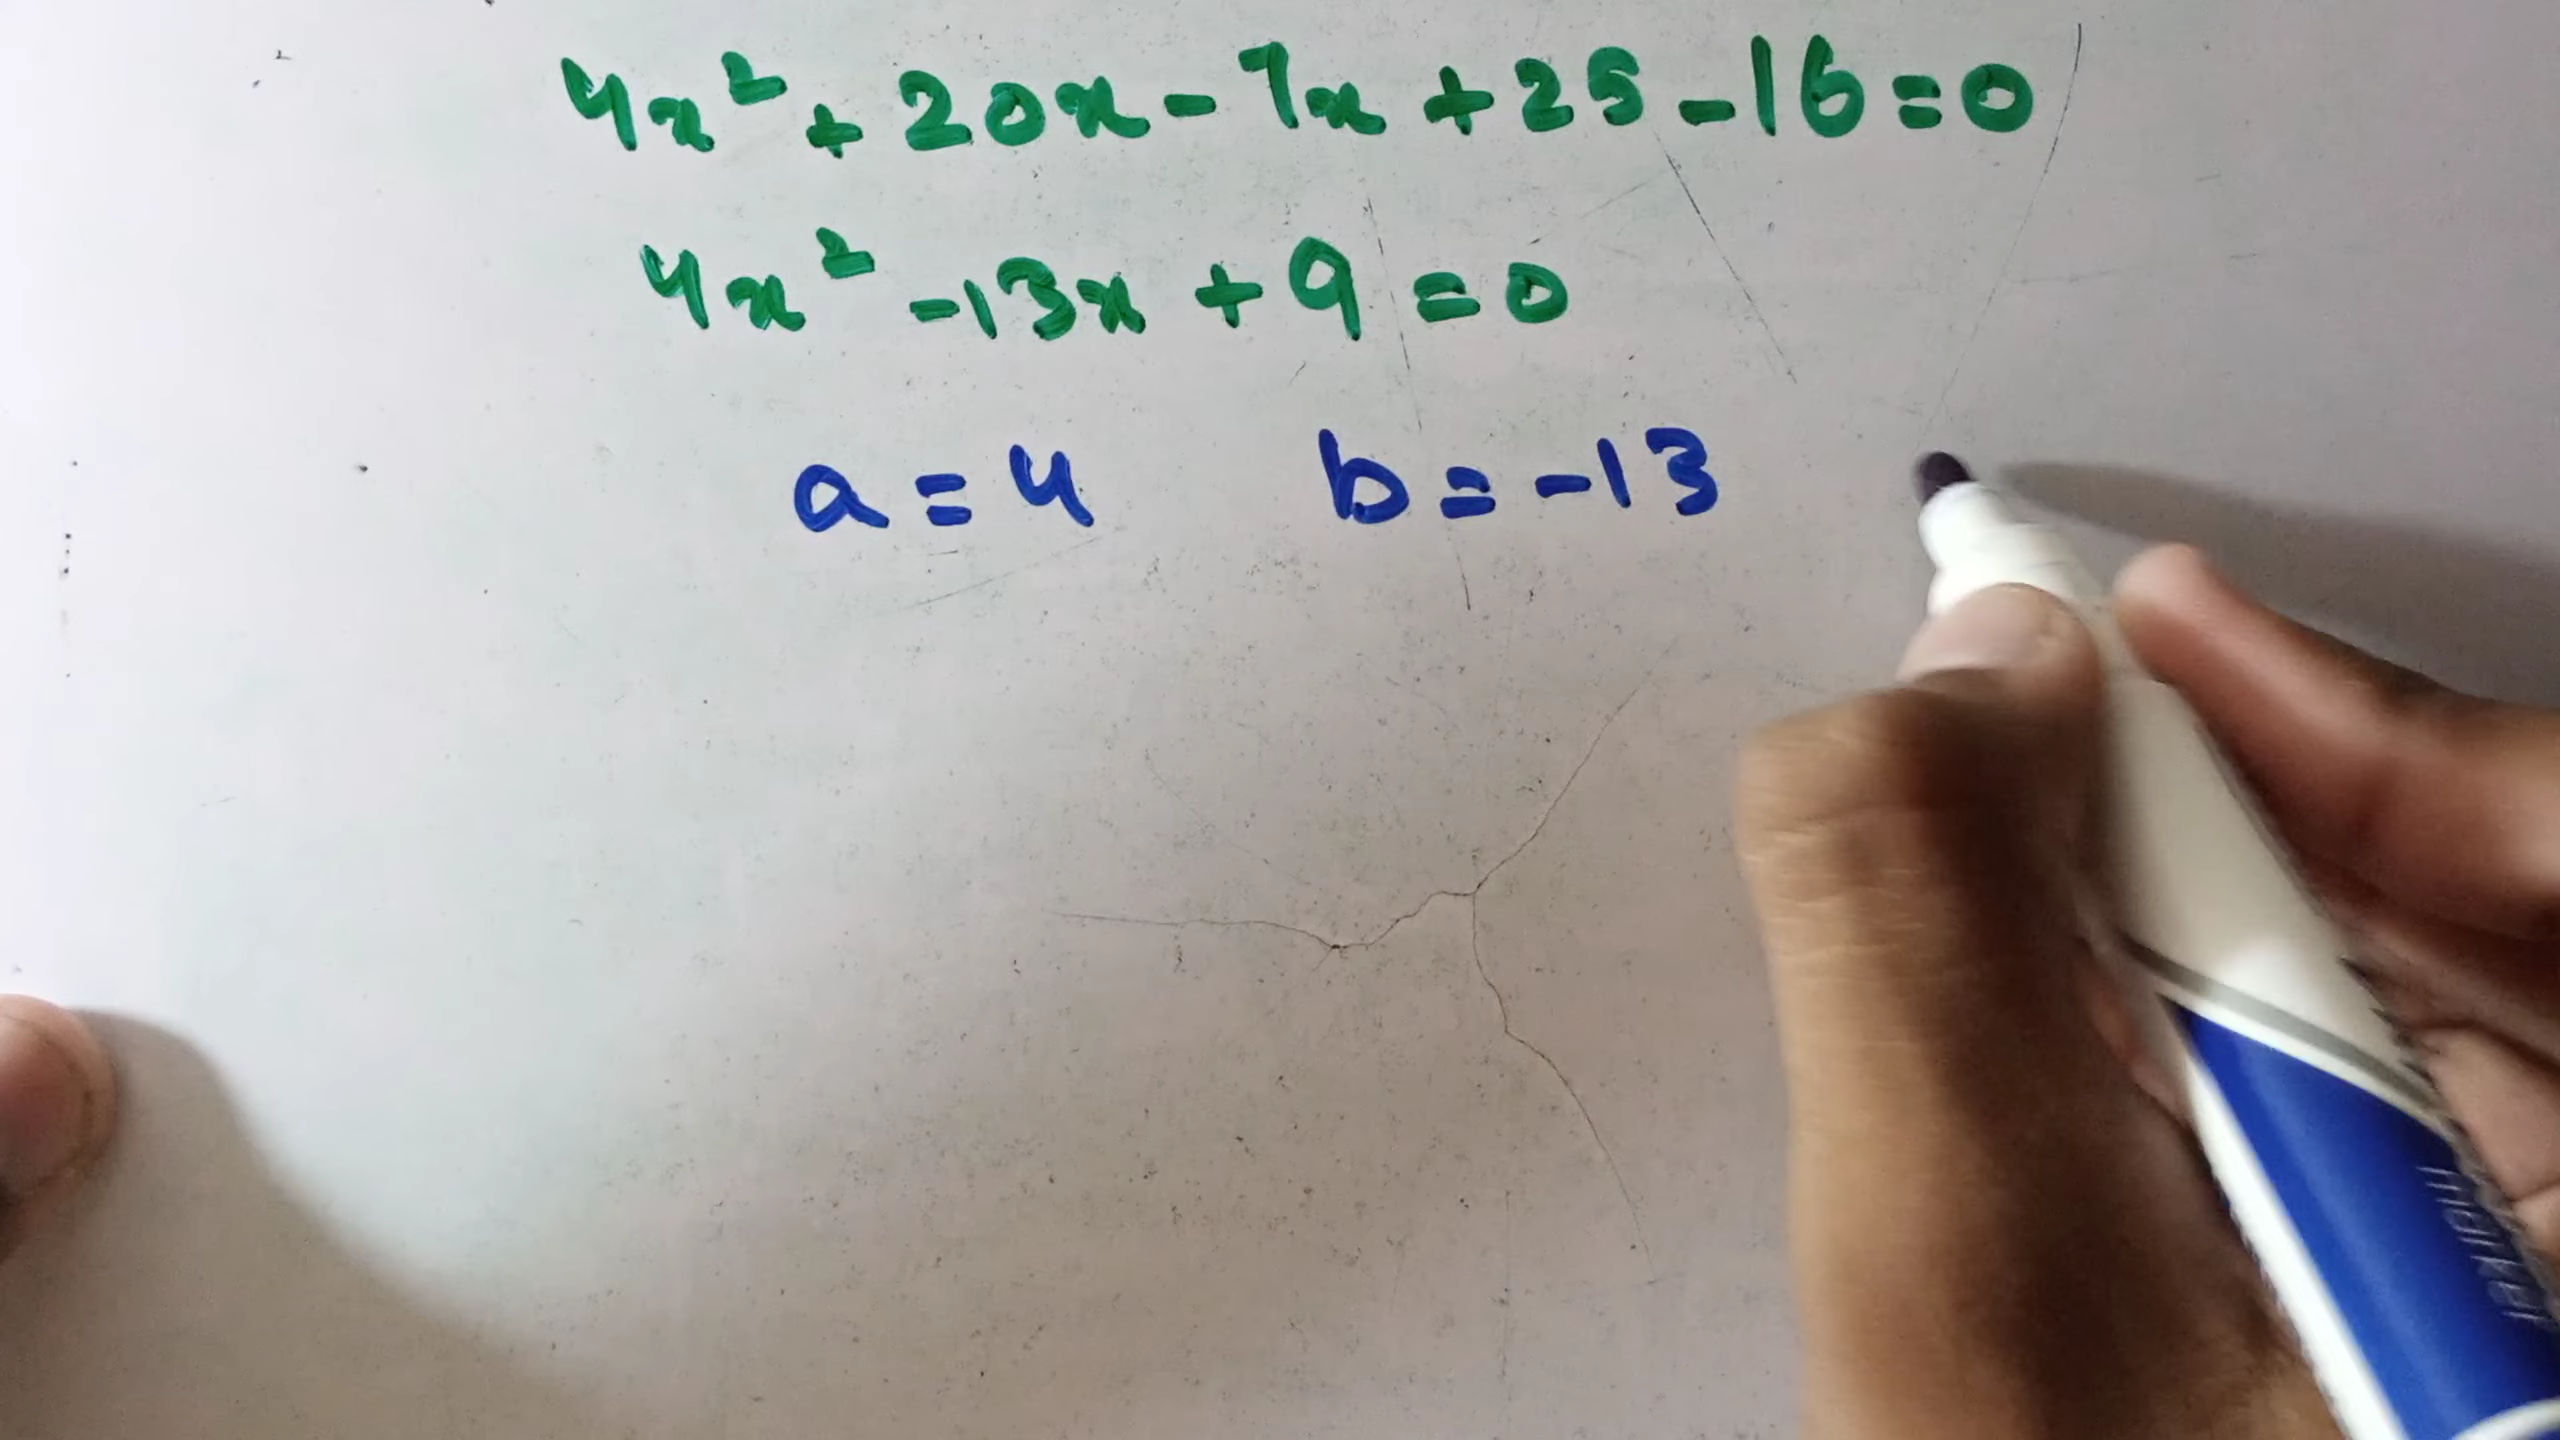 4x² + 20x - 7x + 25 - 16 = 0
4x² - 13x + 9 = 0
a = 4 b = -13